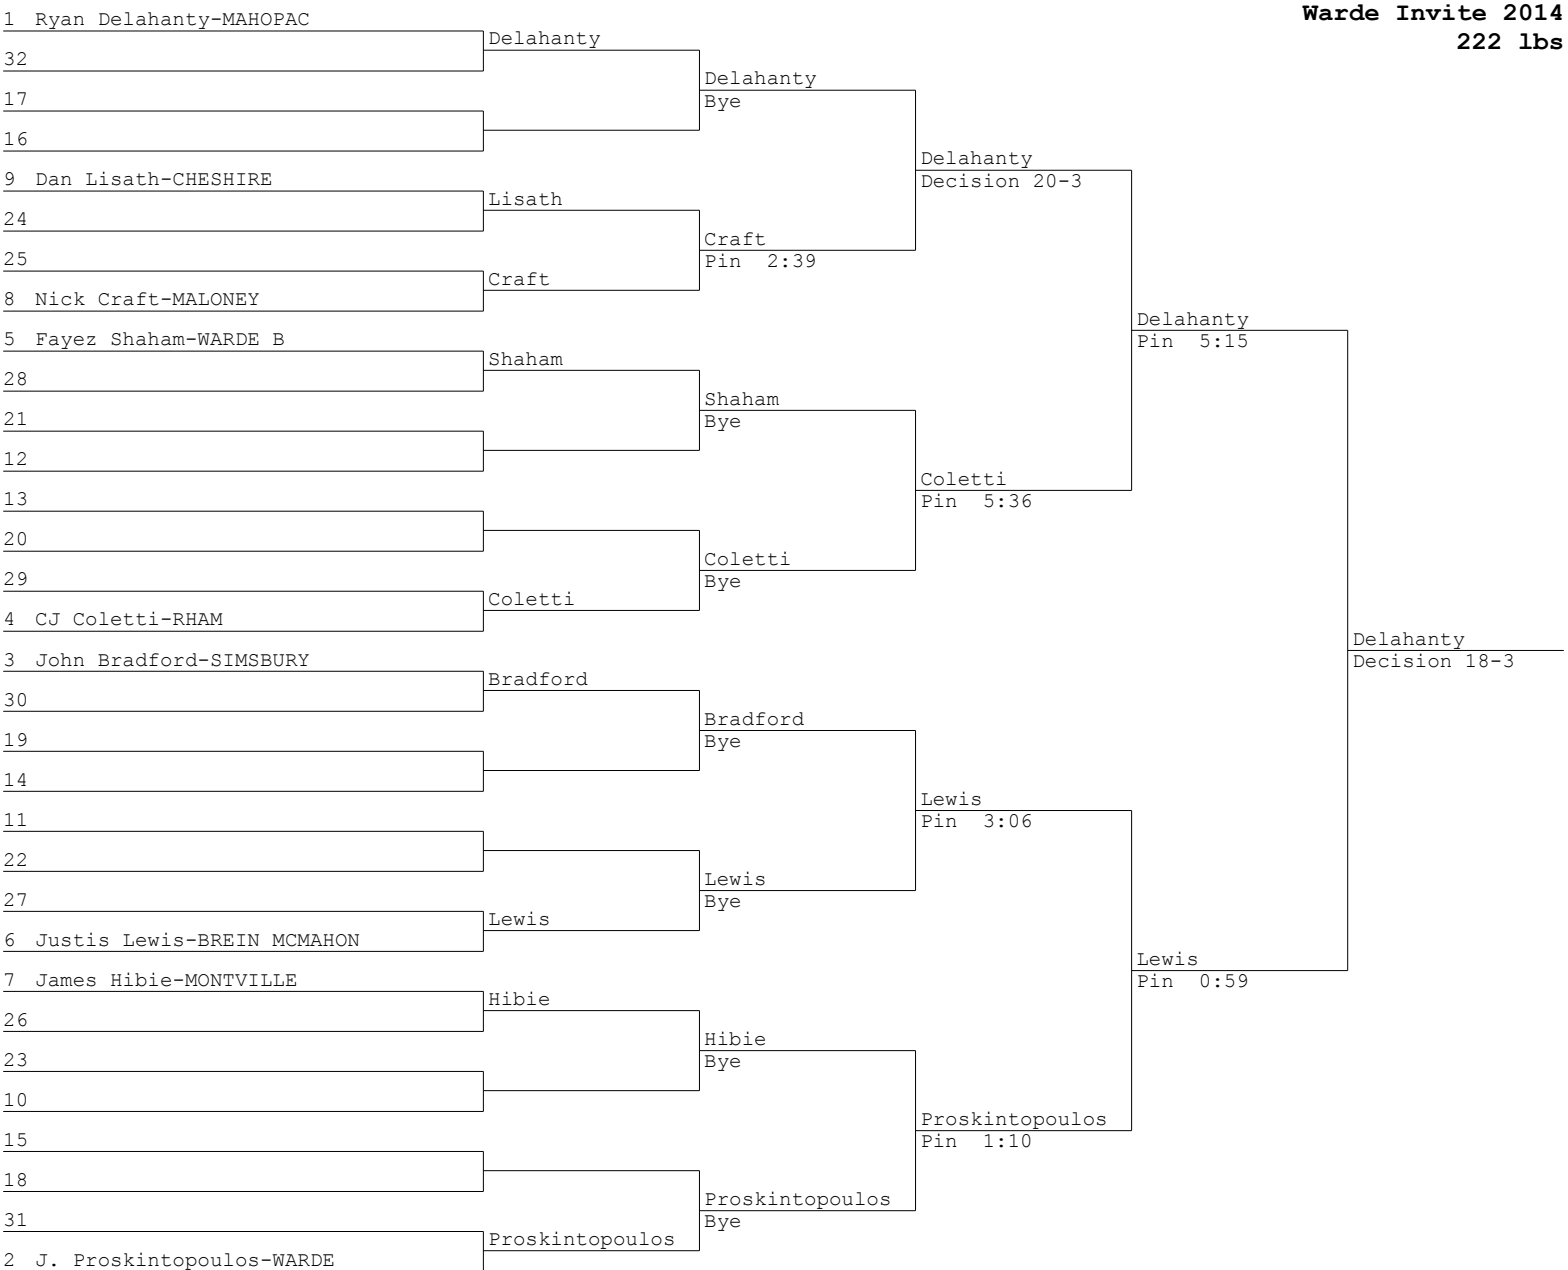 Warde Invite 2014
222 lbs
1 Ryan Delahanty-MAHOPAC
32
17
16
9 Dan Lisath-CHESHIRE
24
25
8 Nick Craft-MALONEY
5 Fayez Shaham-WARDE B
28
21
12
13
20
29
4 CJ Coletti-RHAM
3 John Bradford-SIMSBURY
30
19
14
11
22
27
6 Justis Lewis-BREIN MCMAHON
7 James Hibie-MONTVILLE
26
23
10
15
18
31
2 J. Proskintopoulos-WARDE
Delahanty
Lisath
Craft
Shaham
Coletti
Bradford
Lewis
Hibie
Proskintopoulos
Delahanty
Bye
Craft
Pin 2:39
Shaham
Bye
Coletti
Bye
Bradford
Bye
Lewis
Bye
Hibie
Bye
Proskintopoulos
Bye
Delahanty
Decision 20-3
Coletti
Pin 5:36
Lewis
Pin 3:06
Proskintopoulos
Pin 1:10
Delahanty
Pin 5:15
Lewis
Pin 0:59
Delahanty
Decision 18-3